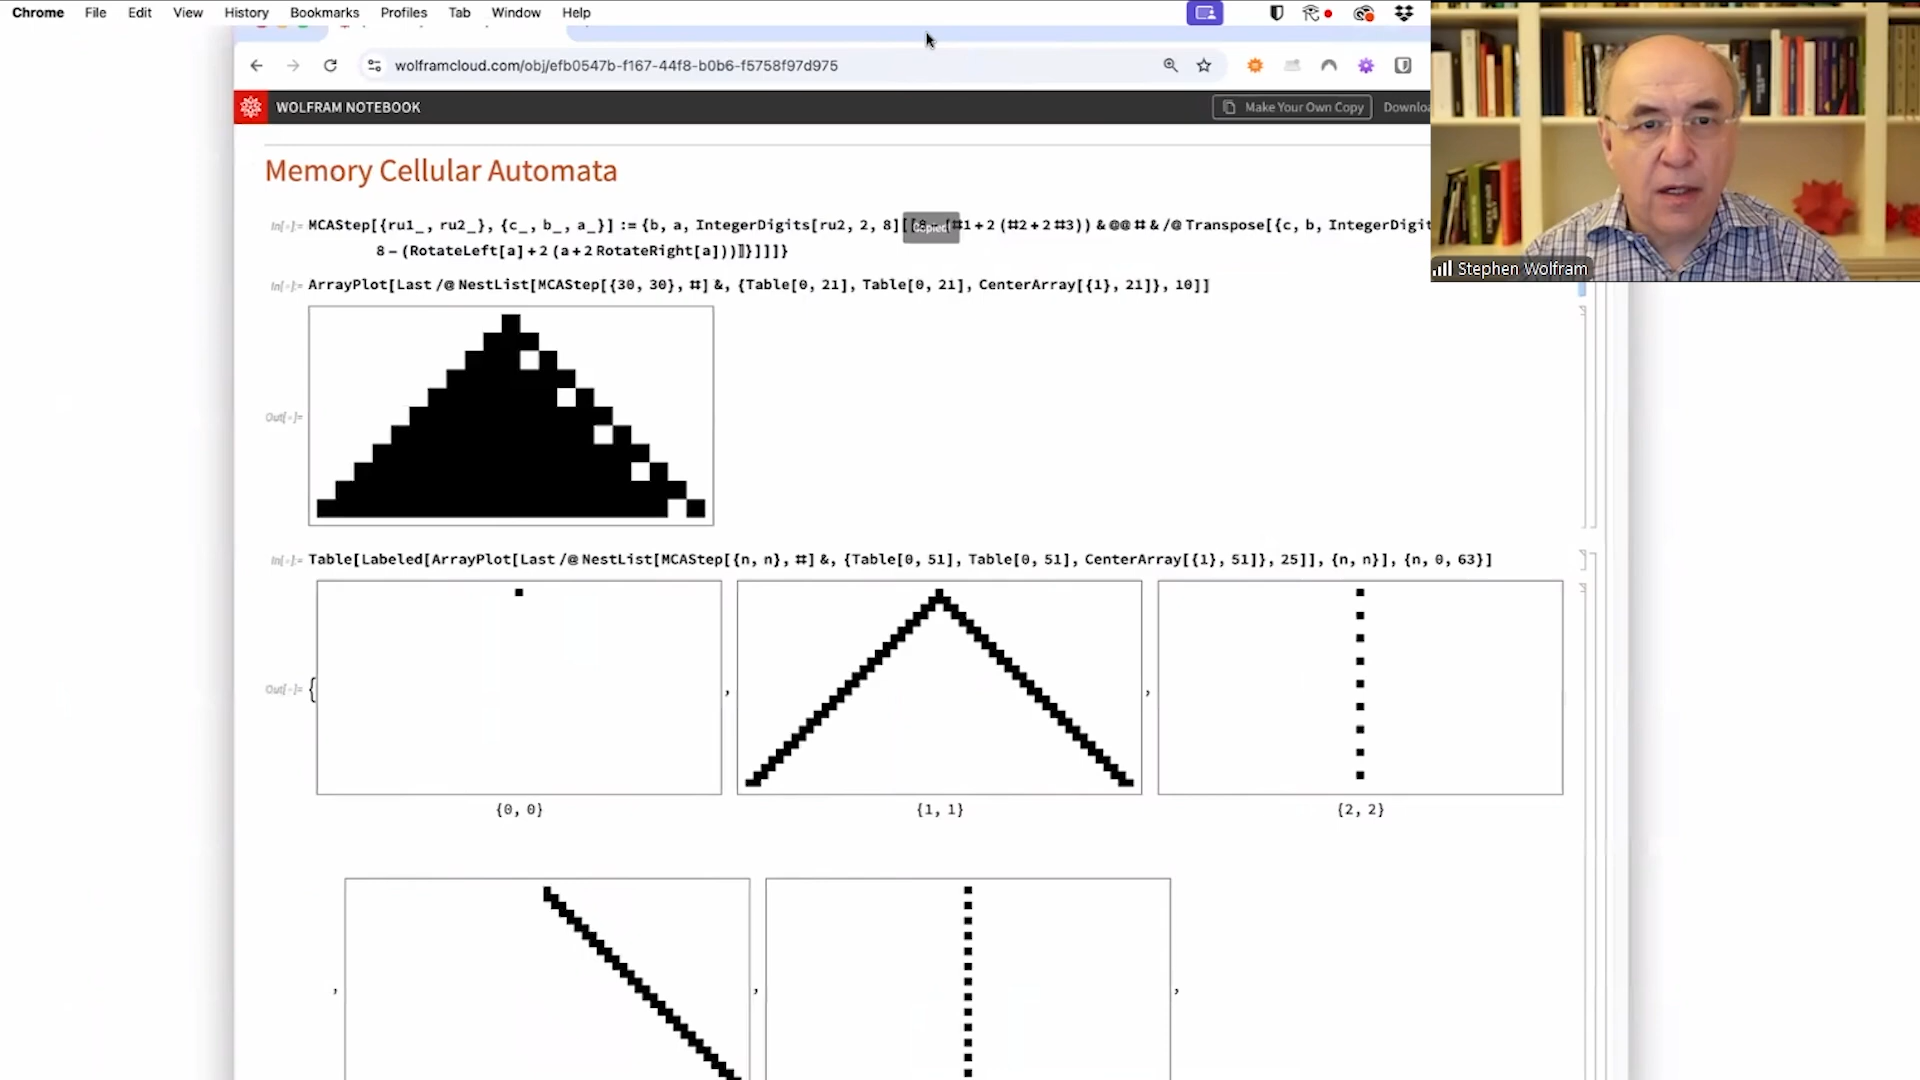 Chrome File Edit View History Bookmarks Profiles Tab Window Help
wolframcloud.com/obj/efb0547b-f167-44f8-b0b6-f5758f97d975
WOLFRAM NOTEBOOK Make Your Own Copy Downlo
Stephen Wolfram
Memory Cellular Automata
In[◦]:= MCAStep[{ru1_, ru2_}, {c_, b_, a_}] := {b, a, IntegerDigits[ru2, 2, 8][[8 - (#1 + 2 (#2 + 2 #3)) & @@ # & /@ Transpose[{c, b, IntegerDigit
Copied
8 - (RotateLeft[a] + 2 (a + 2 RotateRight[a]))]]}]]]}
In[◦]:= ArrayPlot[Last /@ NestList[MCAStep[{30, 30}, #] &, {Table[0, 21], Table[0, 21], CenterArray[{1}, 21]}, 10]]
Out[◦]=
In[◦]:= Table[Labeled[ArrayPlot[Last /@ NestList[MCAStep[{n, n}, #] &, {Table[0, 51], Table[0, 51], CenterArray[{1}, 51]}, 25]], {n, n}], {n, 0, 63}]
Out[◦]= { , ,
{0, 0} {1, 1} {2, 2}
, , ,